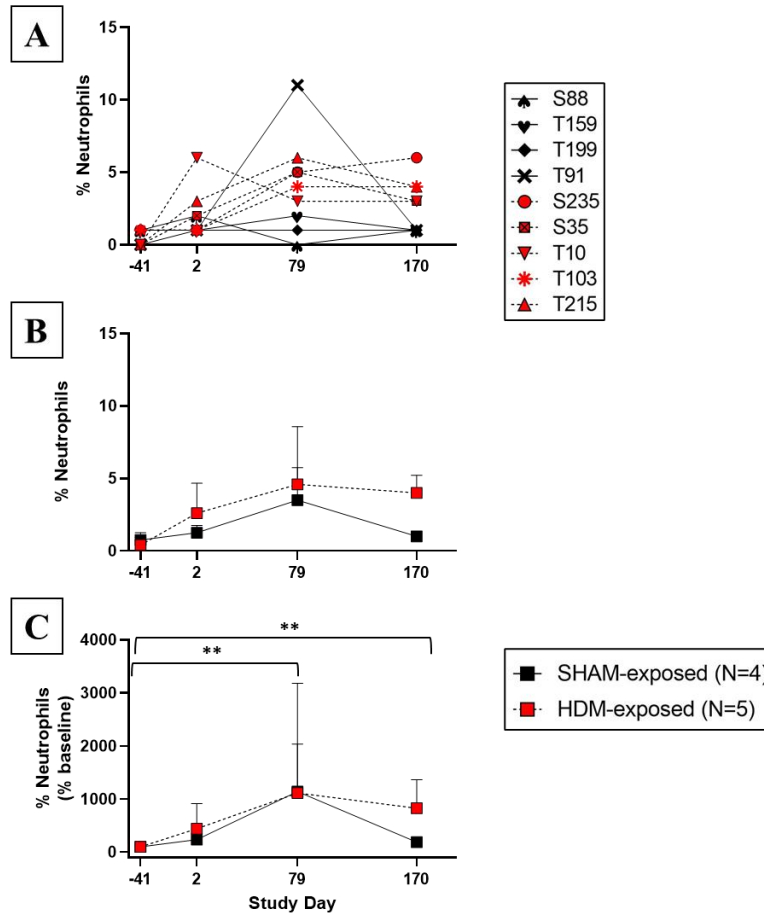 A
15
10
5
0
% Neutrophils
-41 2 79 170
S88
T159
T199
T91
S235
S35
T10
T103
T215
B
15
10
5
0
% Neutrophils
-41 2 79 170
C
4000
3000
2000
1000
0
% Neutrophils
(% baseline)
**
**
-41 2 79 170
Study Day
SHAM-exposed (N=4)
HDM-exposed (N=5)